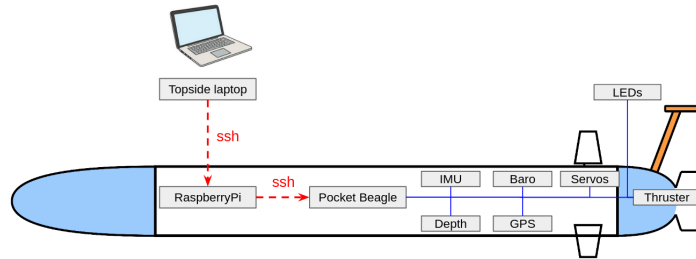 Topside laptop
LEDs
ssh
ssh
IMU
Baro
Servos
RaspberryPi
Pocket Beagle
Thruster
Depth
GPS